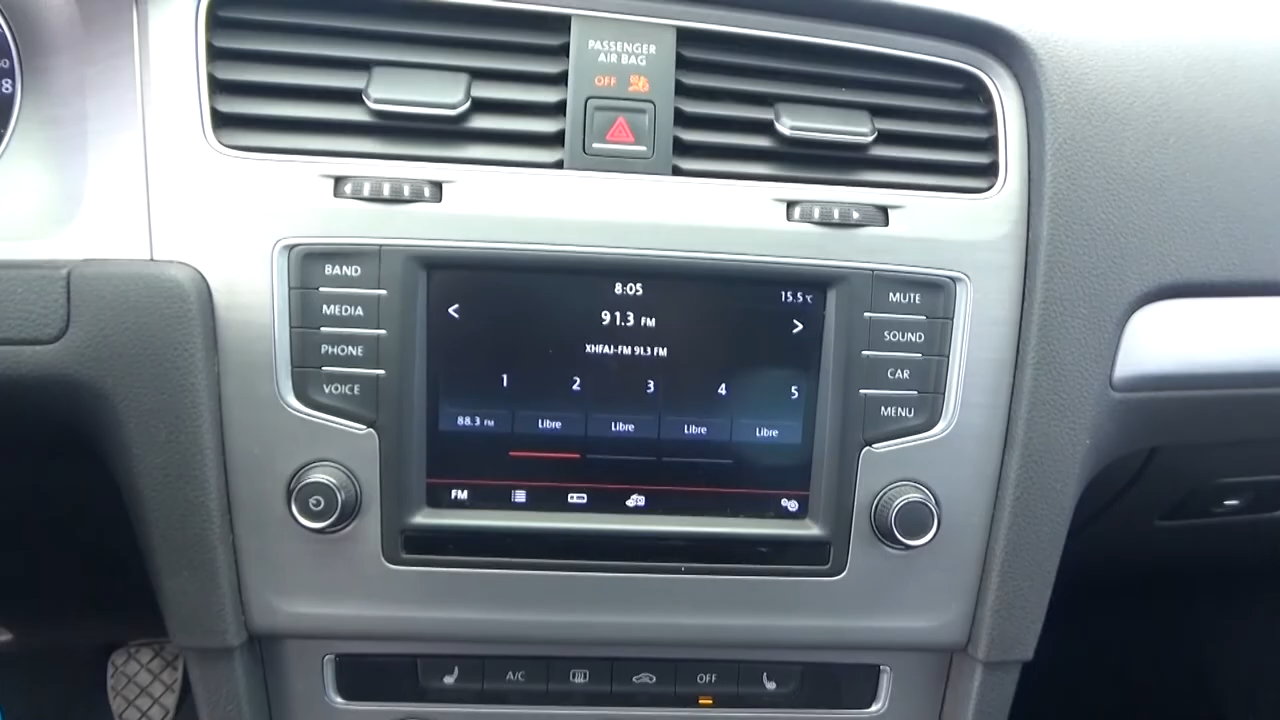 8
PASSENGER
AIR BAG
OFF
BAND
MEDIA
PHONE
VOICE
8:05
15.5℃
91.3 FM
XHFAJ-FM 91.3 FM
1 2 3 4 5
88.3 FM Libre Libre Libre Libre
FM
MUTE
SOUND
CAR
MENU
A/C
OFF